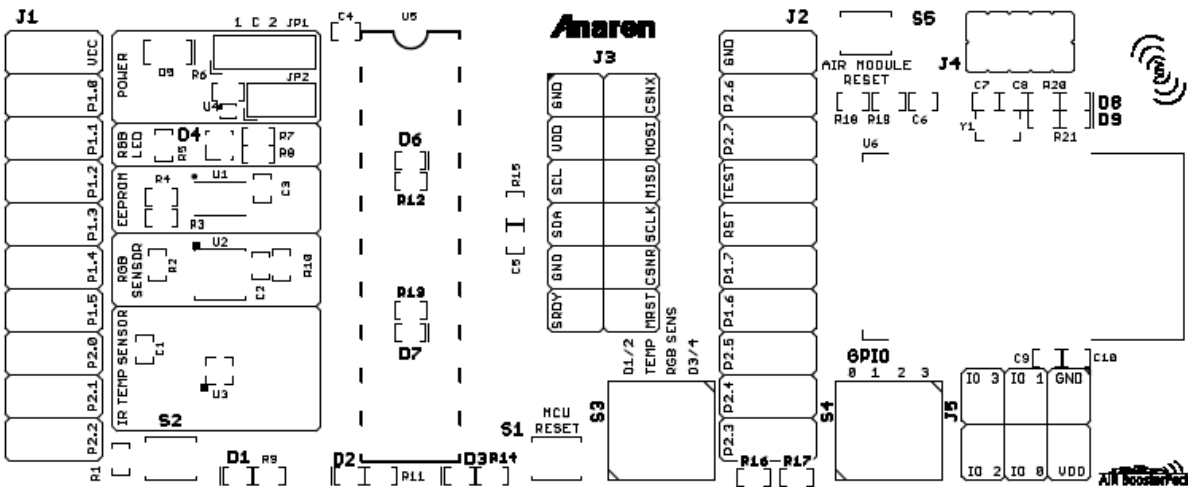 J1
1 C 2 JP1
C4
U5
Anaren
J3
J2
S5
AIR MODULE
RESET
J4
VCC
P1.0
P1.1
P1.2
P1.3
P1.4
P1.5
P2.0
P2.1
P2.2
POWER
R6
JP2
U4
RGB
LED
R5
D4
R7
R8
EEPROM
R4
R3
U1
C3
RGB
SENSOR
R2
U2
C2
R10
IR TEMP SENSOR
C1
U3
D6
R12
R13
D7
R15
C5
GND
VDD
SCL
SDA
GND
SRDY
CSNX
MOSI
MISO
SCLK
CSNR
MRST
GND
P2.6
P2.7
TEST
RST
P1.7
P1.6
P2.5
P2.4
P2.3
R18
R19
C6
C7
C8
R20
D8
D9
Y1
R21
U6
D1/2
TEMP
RGB SENS
D3/4
GPIO
0 1 2 3
C9
C10
S2
R1
D1
R9
D2
R11
D3
R14
S1
MCU
RESET
S3
S4
R16
R17
J5
IO 3
IO 1
GND
IO 2
IO 0
VDD
AIR BoosterPack